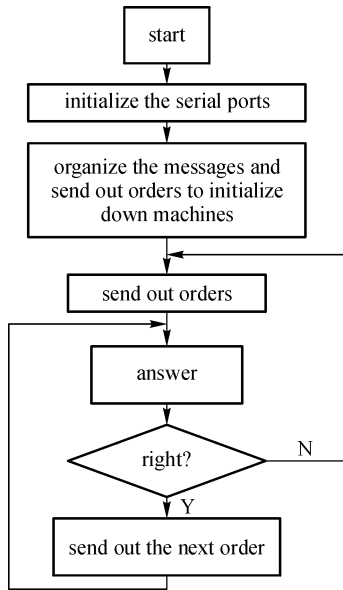 start
initialize the serial ports
organize the messages and
send out orders to initialize
down machines
send out orders
answer
right?
N
Y
send out the next order